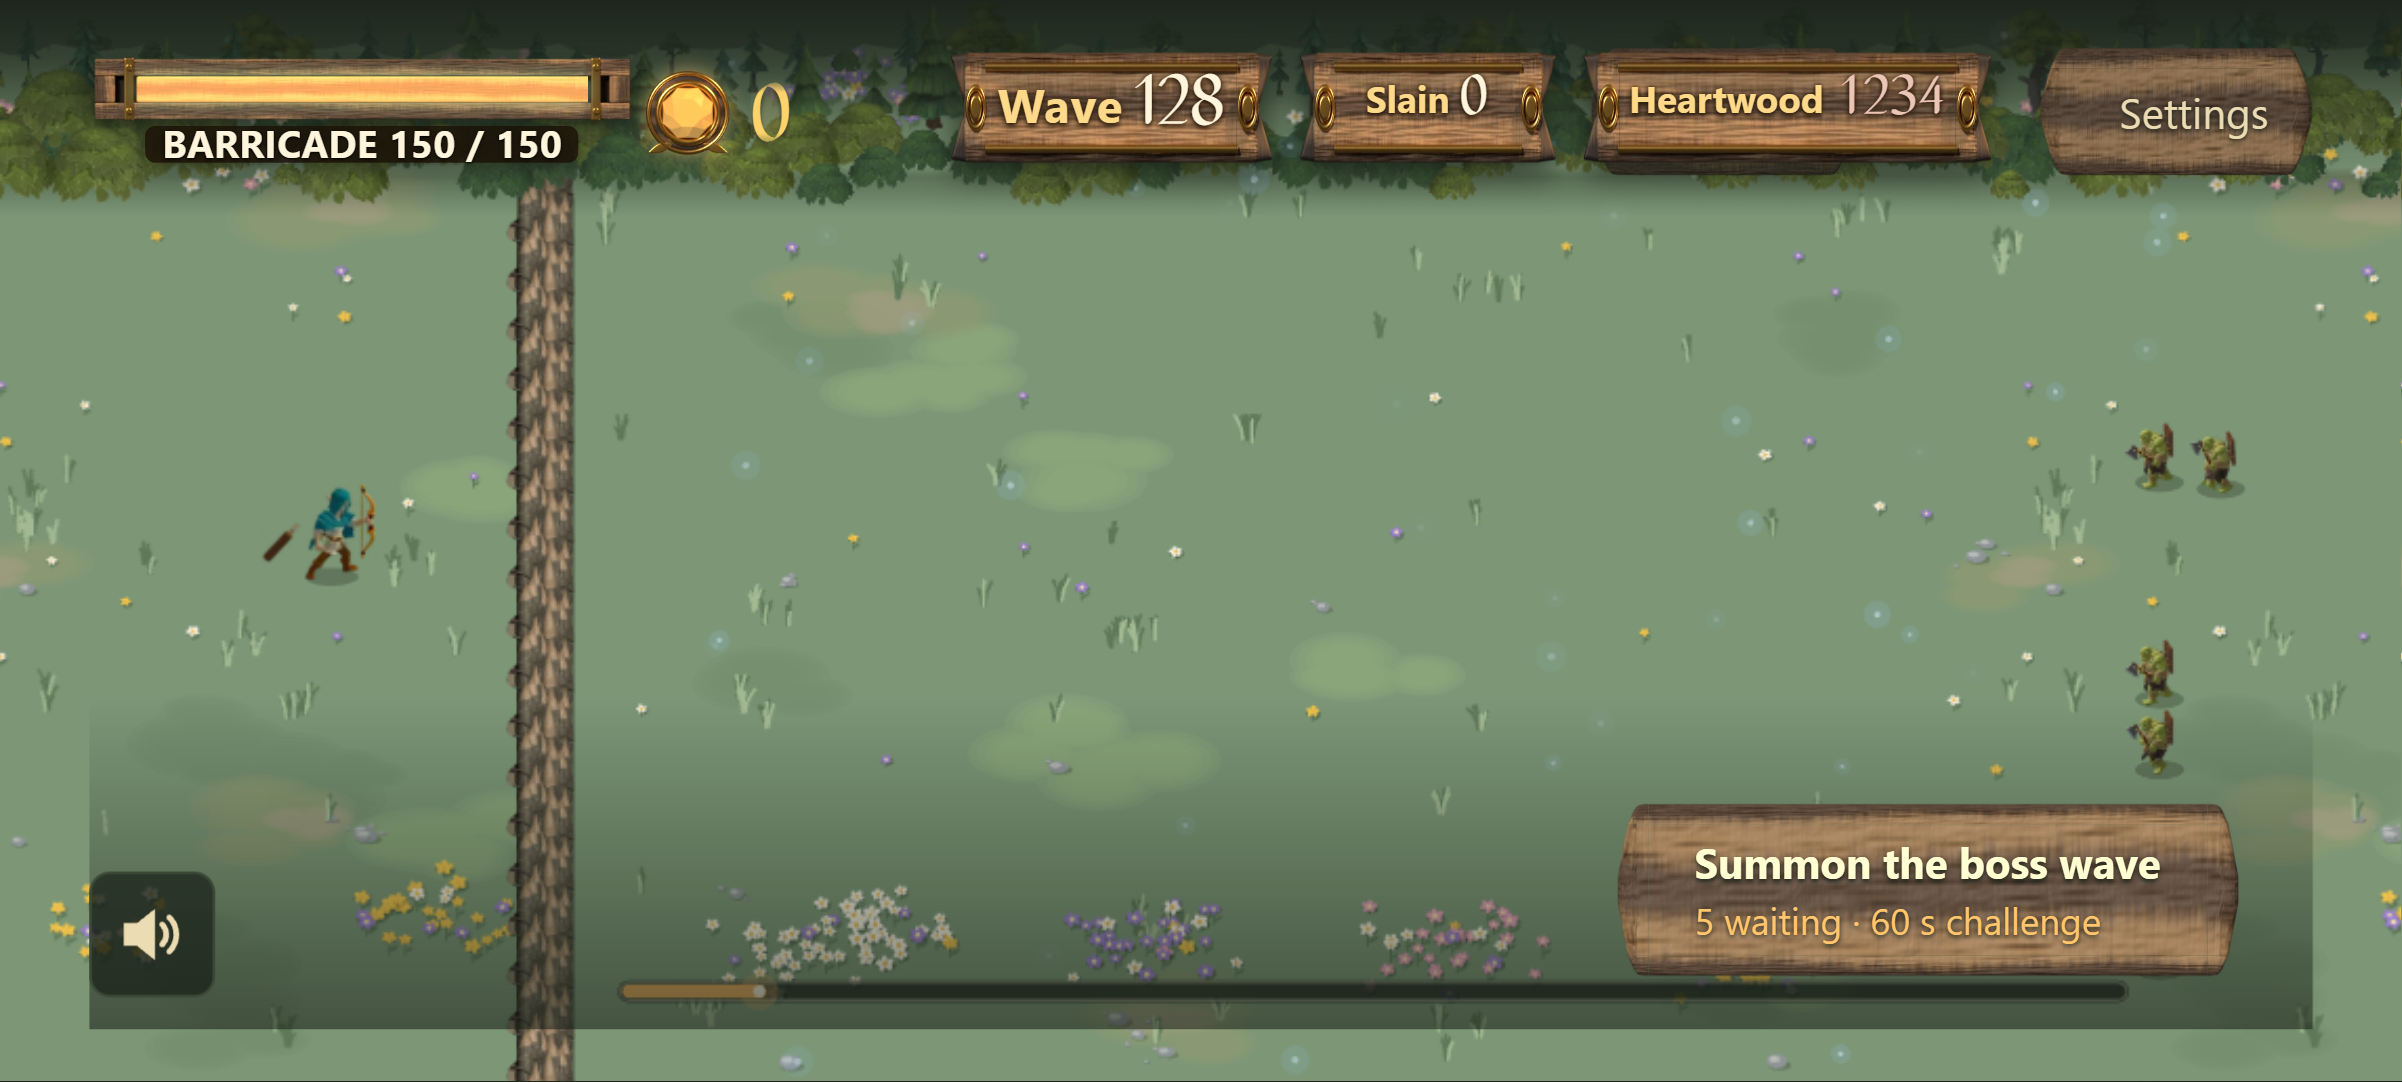 BARRICADE 150 / 150
0
Wave 128
Slain 0
Heartwood 1234
Settings
Summon the boss wave
5 waiting · 60 s challenge